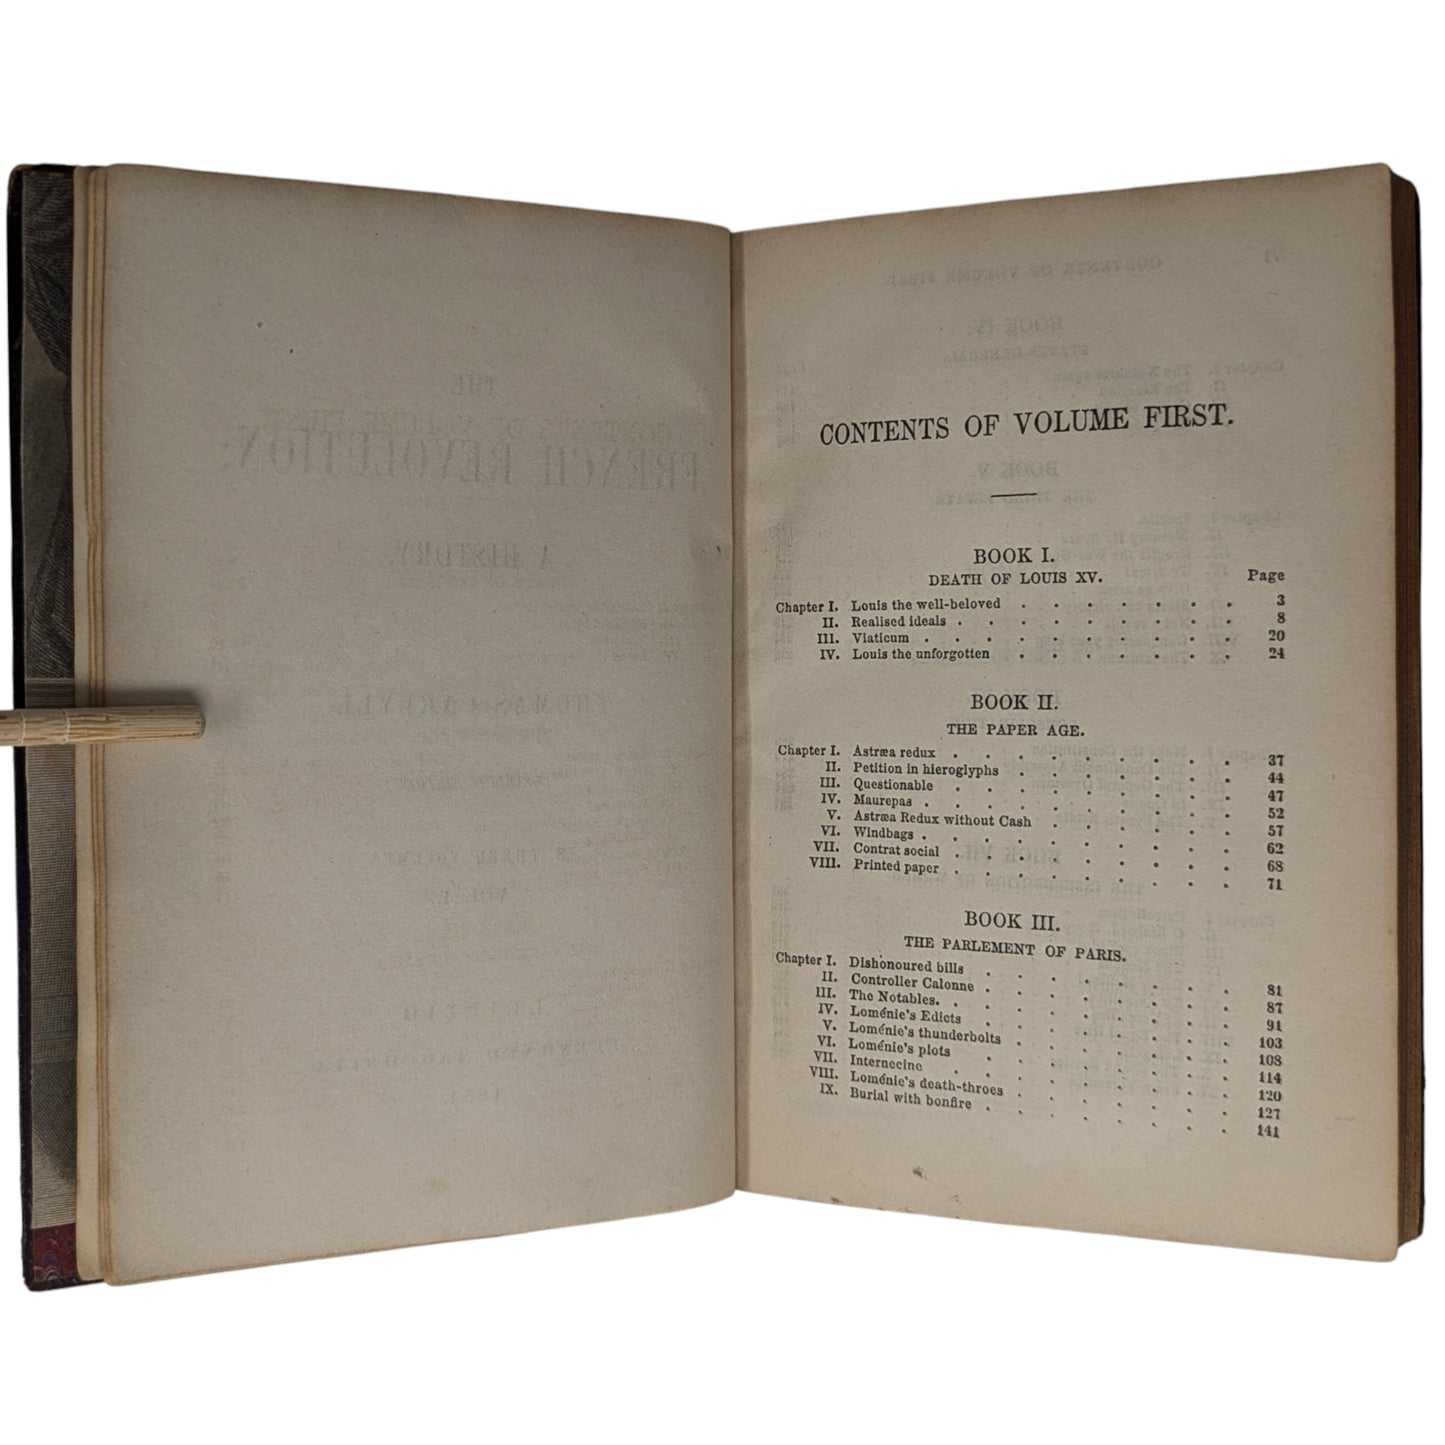 CONTENTS OF VOLUME FIRST.
BOOK I.
DEATH OF LOUIS XV. Page
Chapter I. Louis the well-beloved . . . . . . . 3
II. Realised ideals . . . . . . . . . 8
III. Viaticum . . . . . . . . . . 20
IV. Louis the unforgotten . . . . . . . 24
BOOK II.
THE PAPER AGE.
Chapter I. Astræa redux . . . . . . . . . 37
II. Petition in hieroglyphs . . . . . . . 44
III. Questionable . . . . . . . . . 47
IV. Maurepas . . . . . . . . . . 52
V. Astræa Redux without Cash . . . . . . 57
VI. Windbags . . . . . . . . . . 62
VII. Contrat social . . . . . . . . . 68
VIII. Printed paper . . . . . . . . . 71
BOOK III.
THE PARLEMENT OF PARIS.
Chapter I. Dishonoured bills . . . . . . . . 81
II. Controller Calonne . . . . . . . . 87
III. The Notables. . . . . . . . . . 91
IV. Loménie's Edicts . . . . . . . . 103
V. Loménie's thunderbolts . . . . . . . 108
VI. Loménie's plots . . . . . . . . 114
VII. Internecine . . . . . . . . . 120
VIII. Loménie's death-throes . . . . . . . 127
IX. Burial with bonfire . . . . . . . . 141